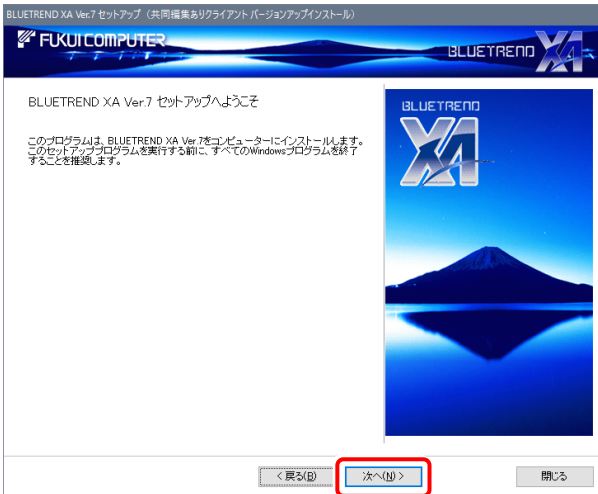 BLUETREND XA Ver.7 セットアップ（共同編集ありクライアント バージョンアップインストール）
FUKUI COMPUTER
BLUETREND XA
BLUETREND XA Ver.7 セットアップへようこそ
このプログラムは、BLUETREND XA Ver.7をコンピューターにインストールします。
このセットアッププログラムを実行する前に、すべてのWindowsプログラムを終了
することを推奨します。
BLUETREND
XA
< 戻る(B)
次へ(N) >
閉じる